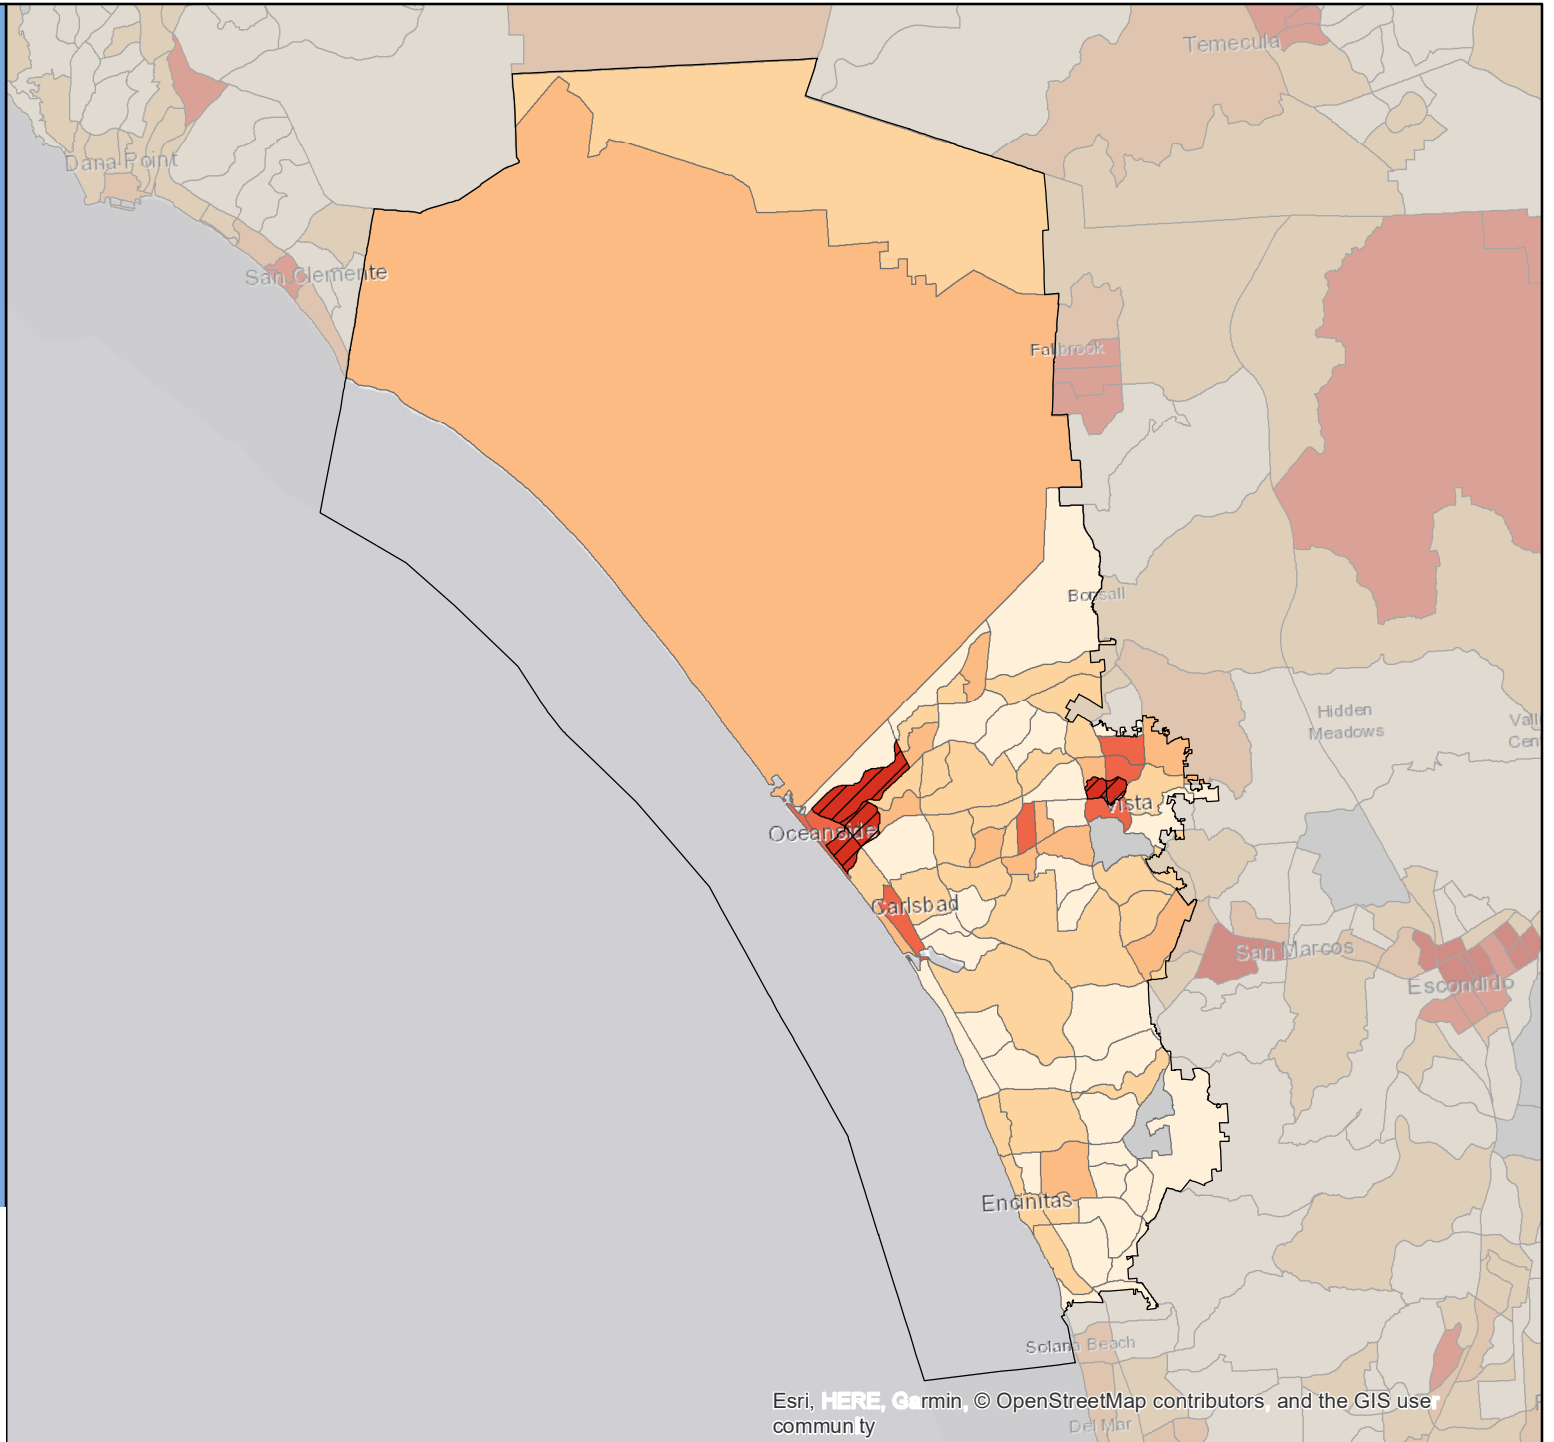 Temecula
Dana Point
San Clemente
Fallbrook
Bonsall
Hidden
Meadows
Vista
Oceanside
Carlsbad
San Marcos
Escondido
Encinitas
Solana Beach
Esri, HERE, Garmin, © OpenStreetMap contributors, and the GIS user
community
Del Mar